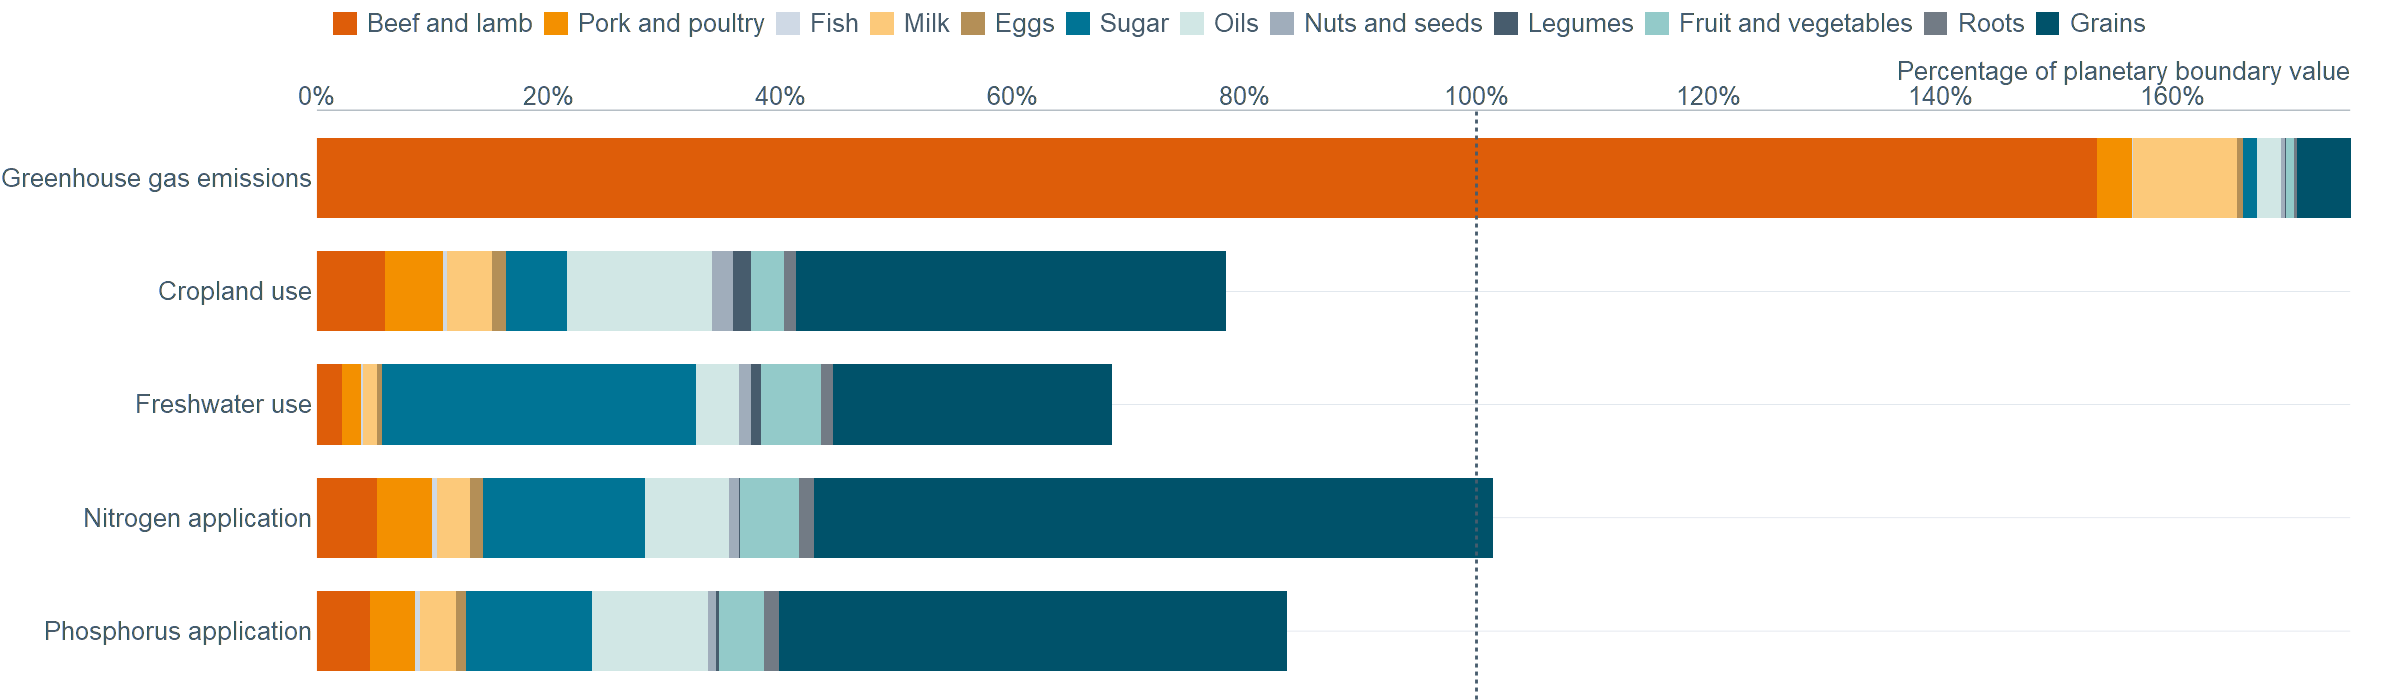 Beef and lamb Pork and poultry Fish Milk Eggs Sugar Oils Nuts and seeds Legumes Fruit and vegetables Roots Grains
Percentage of planetary boundary value
0% 20% 40% 60% 80% 100% 120% 140% 160%
Greenhouse gas emissions
Cropland use
Freshwater use
Nitrogen application
Phosphorus application